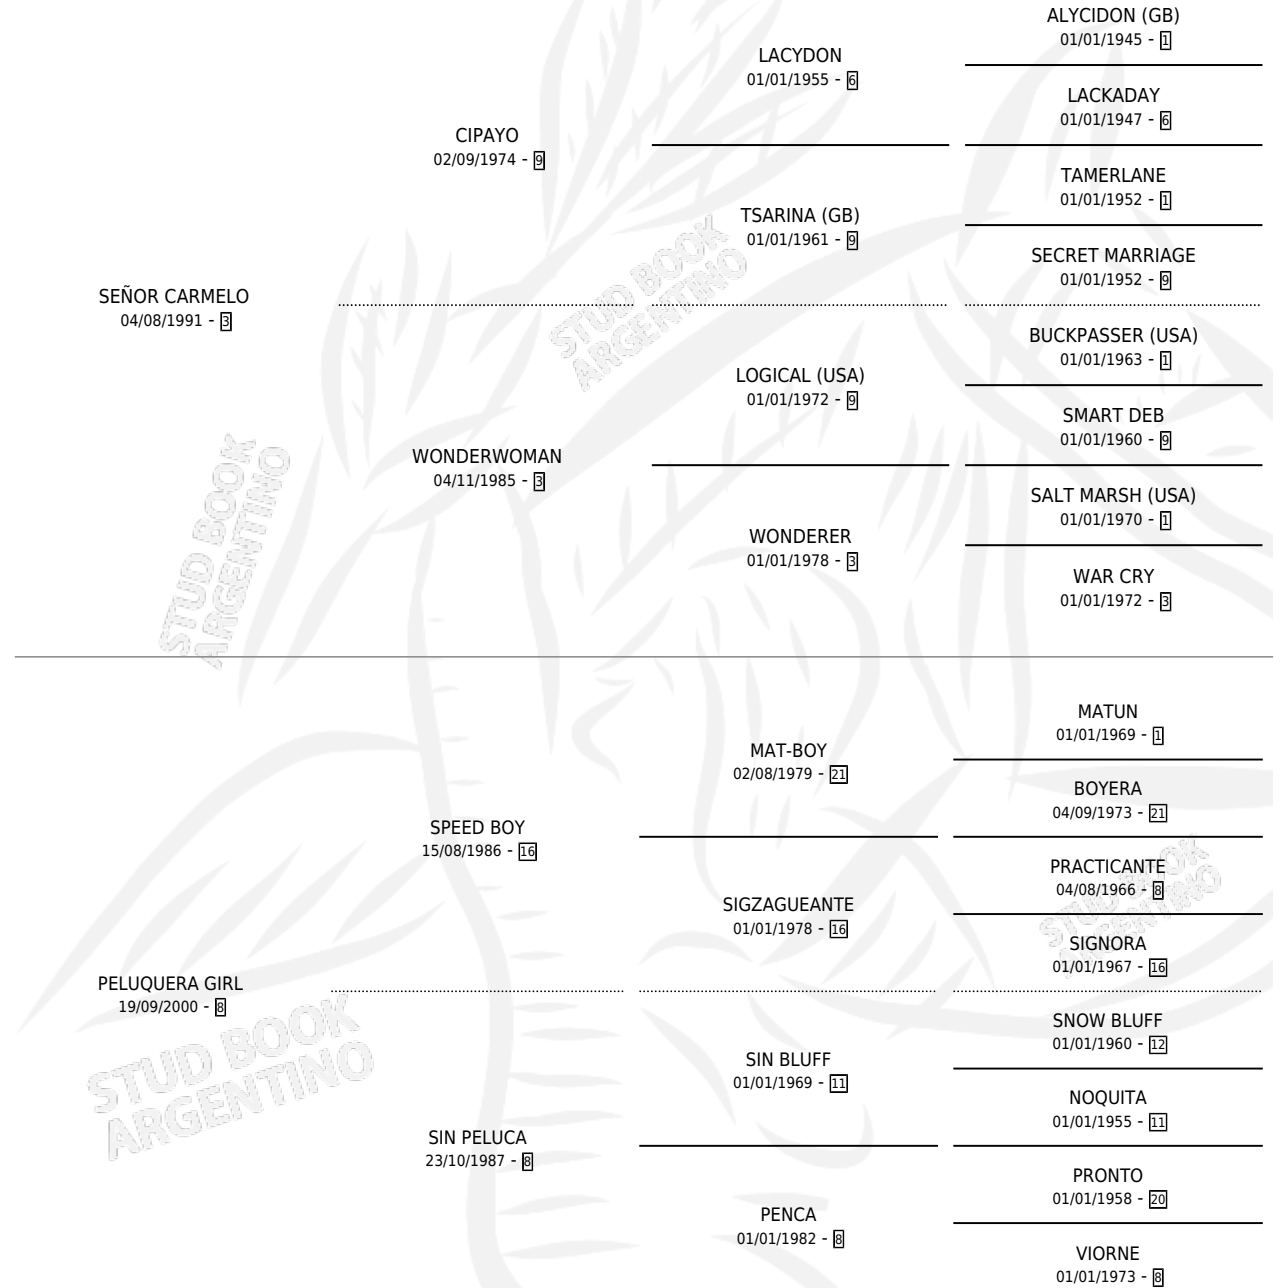 ALYCIDON (GB)
01/01/1945 - 1
LACYDON
01/01/1955 - 6
LACKADAY
01/01/1947 - 6
CIPAYO
02/09/1974 - 9
TAMERLANE
01/01/1952 - 1
TSARINA (GB)
01/01/1961 - 9
SECRET MARRIAGE
01/01/1952 - 9
SEÑOR CARMELO
04/08/1991 - 3
BUCKPASSER (USA)
01/01/1963 - 1
LOGICAL (USA)
01/01/1972 - 9
SMART DEB
01/01/1960 - 9
WONDERWOMAN
04/11/1985 - 3
SALT MARSH (USA)
01/01/1970 - 1
WONDERER
01/01/1978 - 3
WAR CRY
01/01/1972 - 3
MATUN
01/01/1969 - 1
MAT-BOY
02/08/1979 - 21
BOYERA
04/09/1973 - 21
SPEED BOY
15/08/1986 - 16
PRACTICANTE
04/08/1966 - 8
SIGZAGUEANTE
01/01/1978 - 16
SIGNORA
01/01/1967 - 16
PELUQUERA GIRL
19/09/2000 - 8
SNOW BLUFF
01/01/1960 - 12
SIN BLUFF
01/01/1969 - 11
NOQUITA
01/01/1955 - 11
SIN PELUCA
23/10/1987 - 8
PRONTO
01/01/1958 - 20
PENCA
01/01/1982 - 8
VIORNE
01/01/1973 - 8
STUD BOOK
ARGENTINO
STUD BOOK
ARGENTINO
STUD BOOK
ARGENTINO
STUD BOOK
ARGENTINO